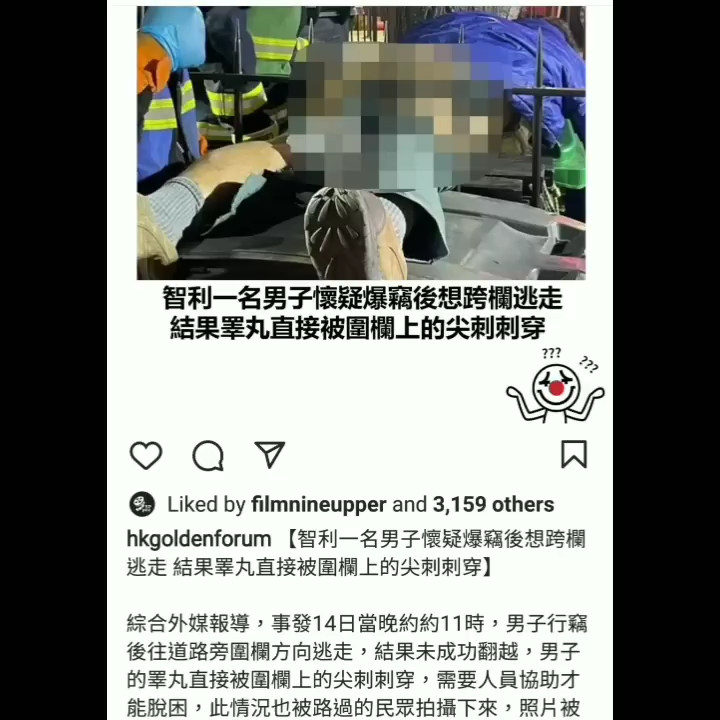 智利一名男子懷疑爆竊後想跨欄逃走
結果睪丸直接被圍欄上的尖刺刺穿
??? ???
Liked by filmnineupper and 3,159 others
hkgoldenforum 【智利一名男子懷疑爆竊後想跨欄
逃走 結果睪丸直接被圍欄上的尖刺刺穿】
綜合外媒報導，事發14日當晚約約11時，男子行竊
後往道路旁圍欄方向逃走，結果未成功翻越，男子
的睪丸直接被圍欄上的尖刺刺穿，需要人員協助才
能脫困，此情況也被路過的民眾拍攝下來，照片被